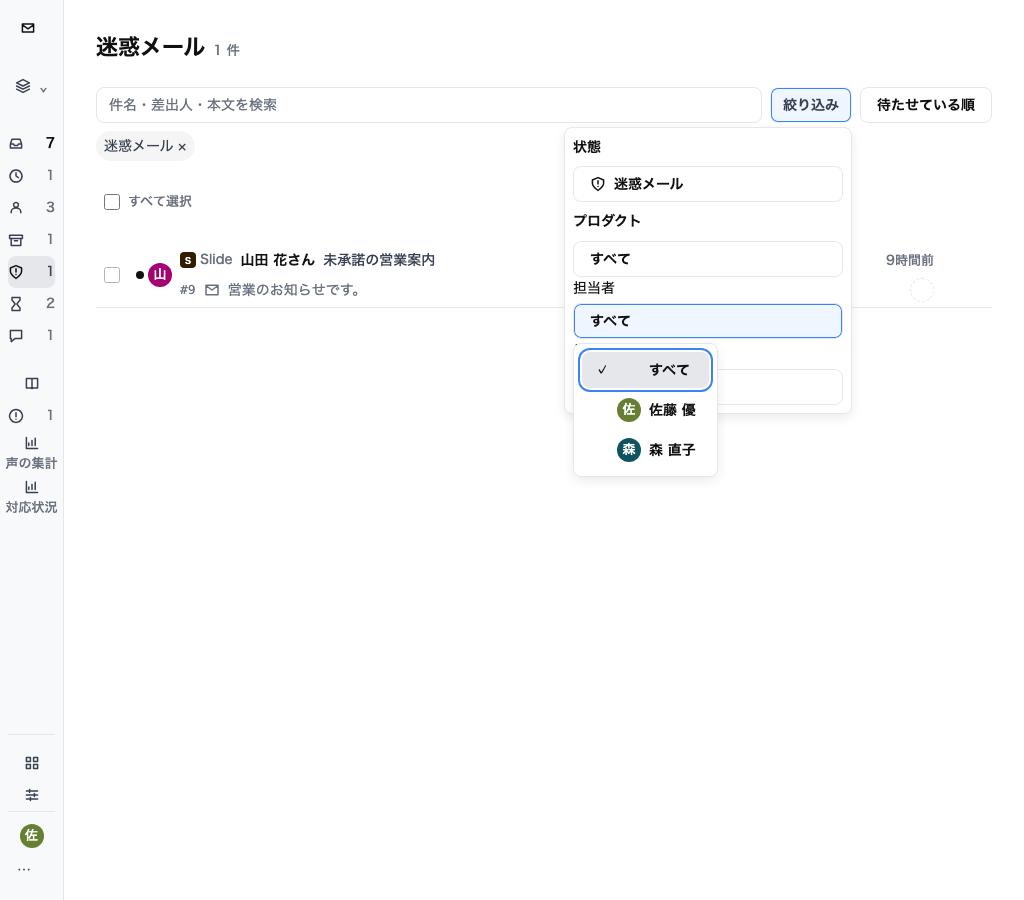 迷惑メール 1 件
件名・差出人・本文を検索
絞り込み
待たせている順
迷惑メール ×
すべて選択
S Slide 山田 花さん 未承諾の営業案内
山
#9 営業のお知らせです。
9時間前
状態
迷惑メール
プロダクト
すべて
担当者
すべて
✓ すべて
佐 佐藤 優
森 森 直子
7
1
3
1
1
2
1
1
声の集計
対応状況
佐
…